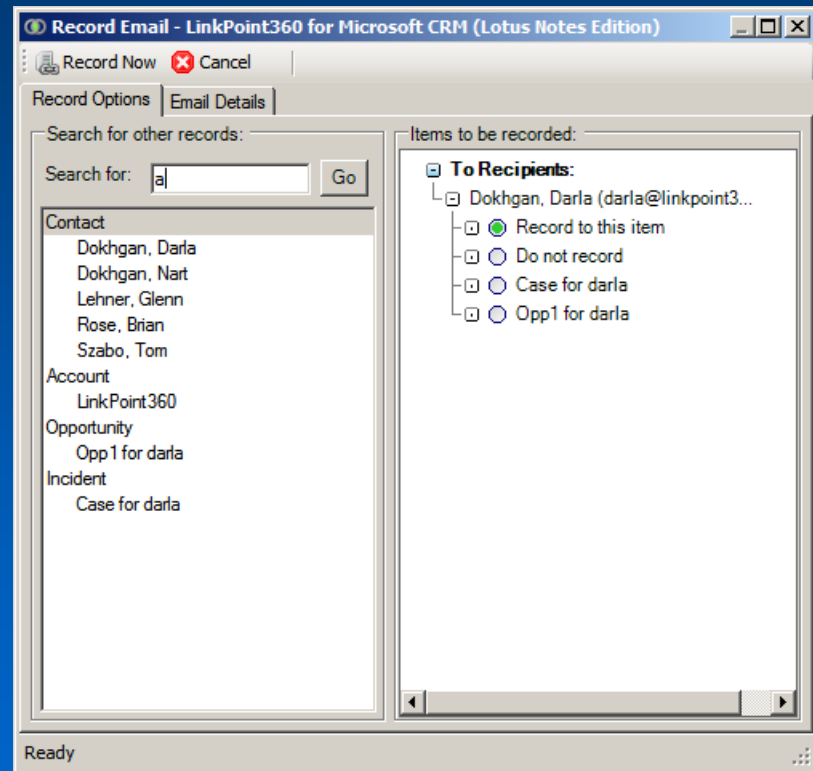 Record Email - LinkPoint360 for Microsoft CRM (Lotus Notes Edition)
Record Now Cancel
Record Options Email Details
Search for other records:
Search for: a Go
Contact
Dokhgan, Darla
Dokhgan, Nart
Lehner, Glenn
Rose, Brian
Szabo, Tom
Account
LinkPoint360
Opportunity
Opp1 for darla
Incident
Case for darla
Items to be recorded:
To Recipients:
Dokhgan, Darla (darla@linkpoint3...
Record to this item
Do not record
Case for darla
Opp1 for darla
Ready